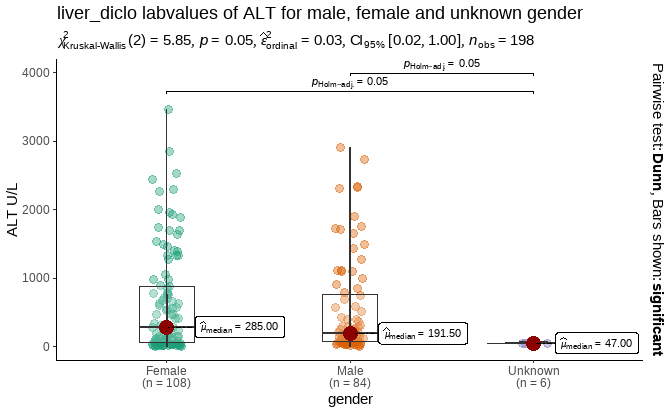 liver_diclo labvalues of ALT for male, female and unknown gender
χ²Kruskal-Wallis (2) = 5.85, p = 0.05, ε̂²ordinal = 0.03, CI95% [0.02, 1.00], nobs = 198
pHolm-adj. = 0.05
pHolm-adj. = 0.05
4000
3000
2000
1000
0
ALT U/L
μ̂median = 285.00
μ̂median = 191.50
μ̂median = 47.00
Female
(n = 108)
Male
(n = 84)
Unknown
(n = 6)
gender
Pairwise test: Dunn, Bars shown: significant